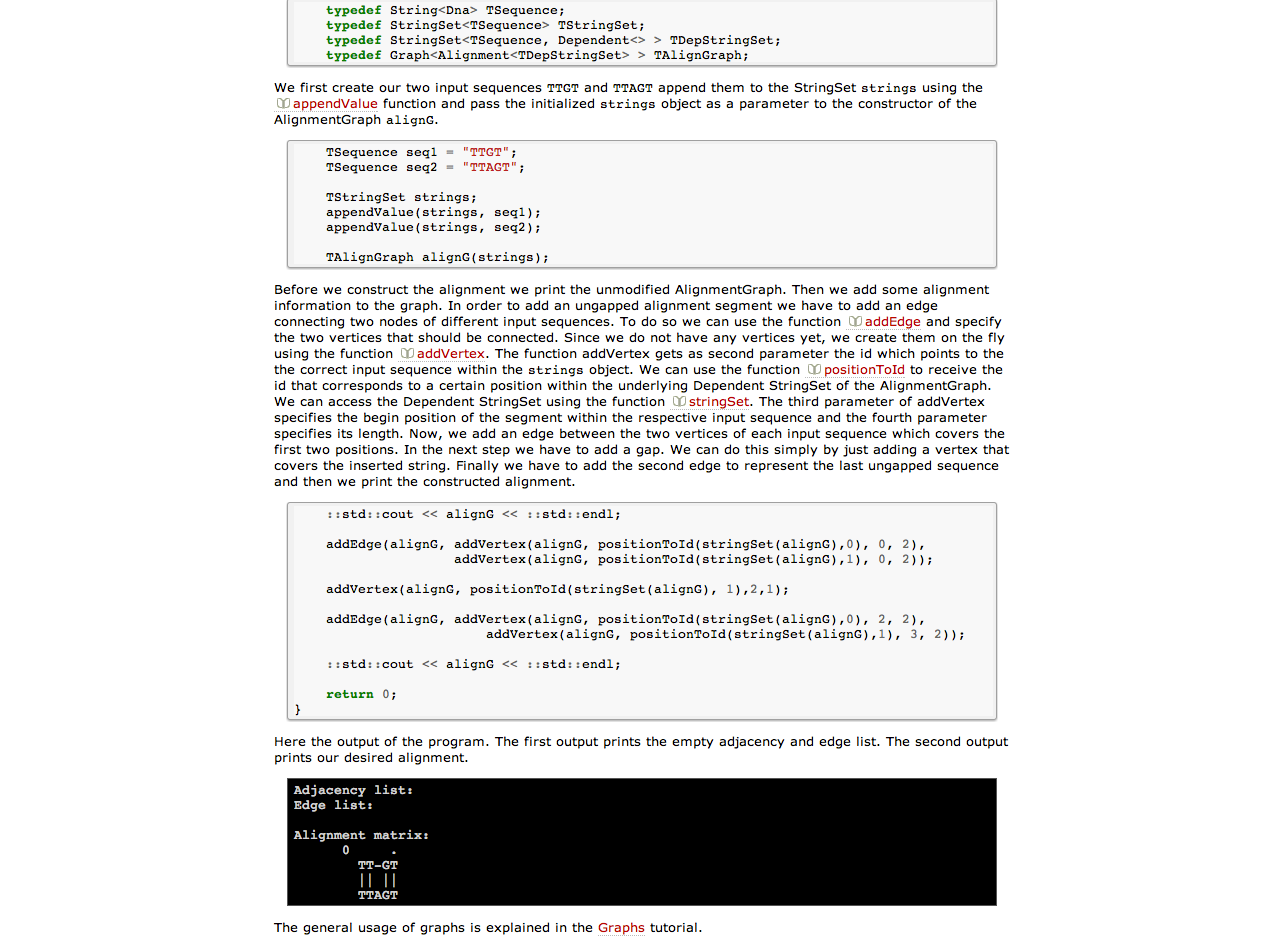 typedef String<Dna> TSequence;
typedef StringSet<TSequence> TStringSet;
typedef StringSet<TSequence, Dependent<> > TDepStringSet;
typedef Graph<Alignment<TDepStringSet> > TAlignGraph;
We first create our two input sequences TTGT and TTAGT append them to the StringSet strings using the
appendValue function and pass the initialized strings object as a parameter to the constructor of the
AlignmentGraph alignG.
TSequence seq1 = "TTGT";
TSequence seq2 = "TTAGT";
TStringSet strings;
appendValue(strings, seq1);
appendValue(strings, seq2);
TAlignGraph alignG(strings);
Before we construct the alignment we print the unmodified AlignmentGraph. Then we add some alignment
information to the graph. In order to add an ungapped alignment segment we have to add an edge
connecting two nodes of different input sequences. To do so we can use the function addEdge and specify
the two vertices that should be connected. Since we do not have any vertices yet, we create them on the fly
using the function addVertex. The function addVertex gets as second parameter the id which points to the
the correct input sequence within the strings object. We can use the function positionToId to receive the
id that corresponds to a certain position within the underlying Dependent StringSet of the AlignmentGraph.
We can access the Dependent StringSet using the function stringSet. The third parameter of addVertex
specifies the begin position of the segment within the respective input sequence and the fourth parameter
specifies its length. Now, we add an edge between the two vertices of each input sequence which covers the
first two positions. In the next step we have to add a gap. We can do this simply by just adding a vertex that
covers the inserted string. Finally we have to add the second edge to represent the last ungapped sequence
and then we print the constructed alignment.
::std::cout << alignG << ::std::endl;
addEdge(alignG, addVertex(alignG, positionToId(stringSet(alignG),0), 0, 2),
addVertex(alignG, positionToId(stringSet(alignG),1), 0, 2));
addVertex(alignG, positionToId(stringSet(alignG), 1),2,1);
addEdge(alignG, addVertex(alignG, positionToId(stringSet(alignG),0), 2, 2),
addVertex(alignG, positionToId(stringSet(alignG),1), 3, 2));
::std::cout << alignG << ::std::endl;
return 0;
}
Here the output of the program. The first output prints the empty adjacency and edge list. The second output
prints our desired alignment.
Adjacency list:
Edge list:
Alignment matrix:
0 .
TT-GT
|| ||
TTAGT
The general usage of graphs is explained in the Graphs tutorial.